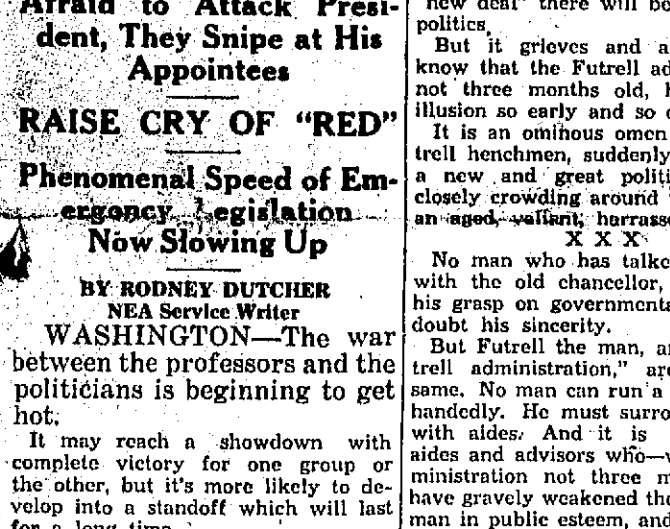 Afraid to Attack Presi-
dent, They Snipe at His
Appointees
RAISE CRY OF "RED"
Phenomenal Speed of Em-
ergency Legislation
Now Slowing Up
BY RODNEY DUTCHER
NEA Service Writer
WASHINGTON—The war
between the professors and the
politicians is beginning to get
hot.
It may reach a showdown with
complete victory for one group or
the other, but it's more likely to de-
velop into a standoff which will last
for a long time.
"new deal" there will be
politics.
But it grieves and a
know that the Futrell ad
not three months old, h
illusion so early and so
It is an ominous omen
trell henchmen, suddenly
a new and great politi
closely crowding around
an aged, valiant, harrasse
X X X
No man who has talke
with the old chancellor,
his grasp on governmenta
doubt his sincerity.
But Futrell the man, a
trell administration," are
same. No man can run a
handedly. He must surro
with aides. And it is
aides and advisors who—
ministration not three m
have gravely weakened the
man in public esteem, and